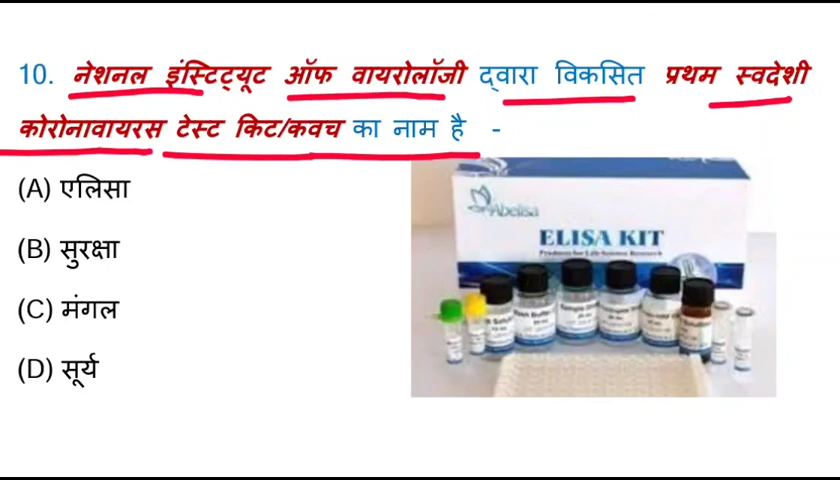 10. नेशनल इंस्टिट्यूट ऑफ वायरोलॉजी द्वारा विकसित प्रथम स्वदेशी
कोरोनावायरस टेस्ट किट/कवच का नाम है -
(A) एलिसा
(B) सुरक्षा
(C) मंगल
(D) सूर्य
Abelisa
ELISA KIT
Products for Life Science Research